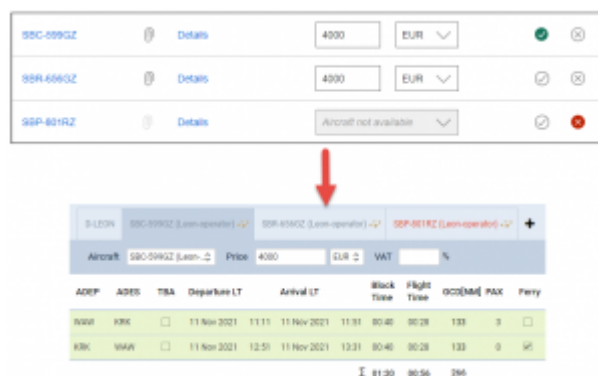 SBC-599GZ Details 4000 EUR
SBR-656GZ Details 4000 EUR
SBP-801RZ Details Aircraft not available
D-LEON SBC-599GZ (Leon-operator) SBR-656GZ (Leon-operator) SBP-801RZ (Leon-operator) +
Aircraft SBC-599GZ (Leon-.. Price 4000 EUR VAT %
ADEP ADES TBA Departure LT Arrival LT Block Time Flight Time GCD[NM] PAX Ferry
WAW KRK 11 Nov 2021 11:11 11 Nov 2021 11:51 00:40 00:28 133 3
KRK WAW 11 Nov 2021 12:51 11 Nov 2021 13:31 00:40 00:28 133 0
Σ 01:20 00:56 266